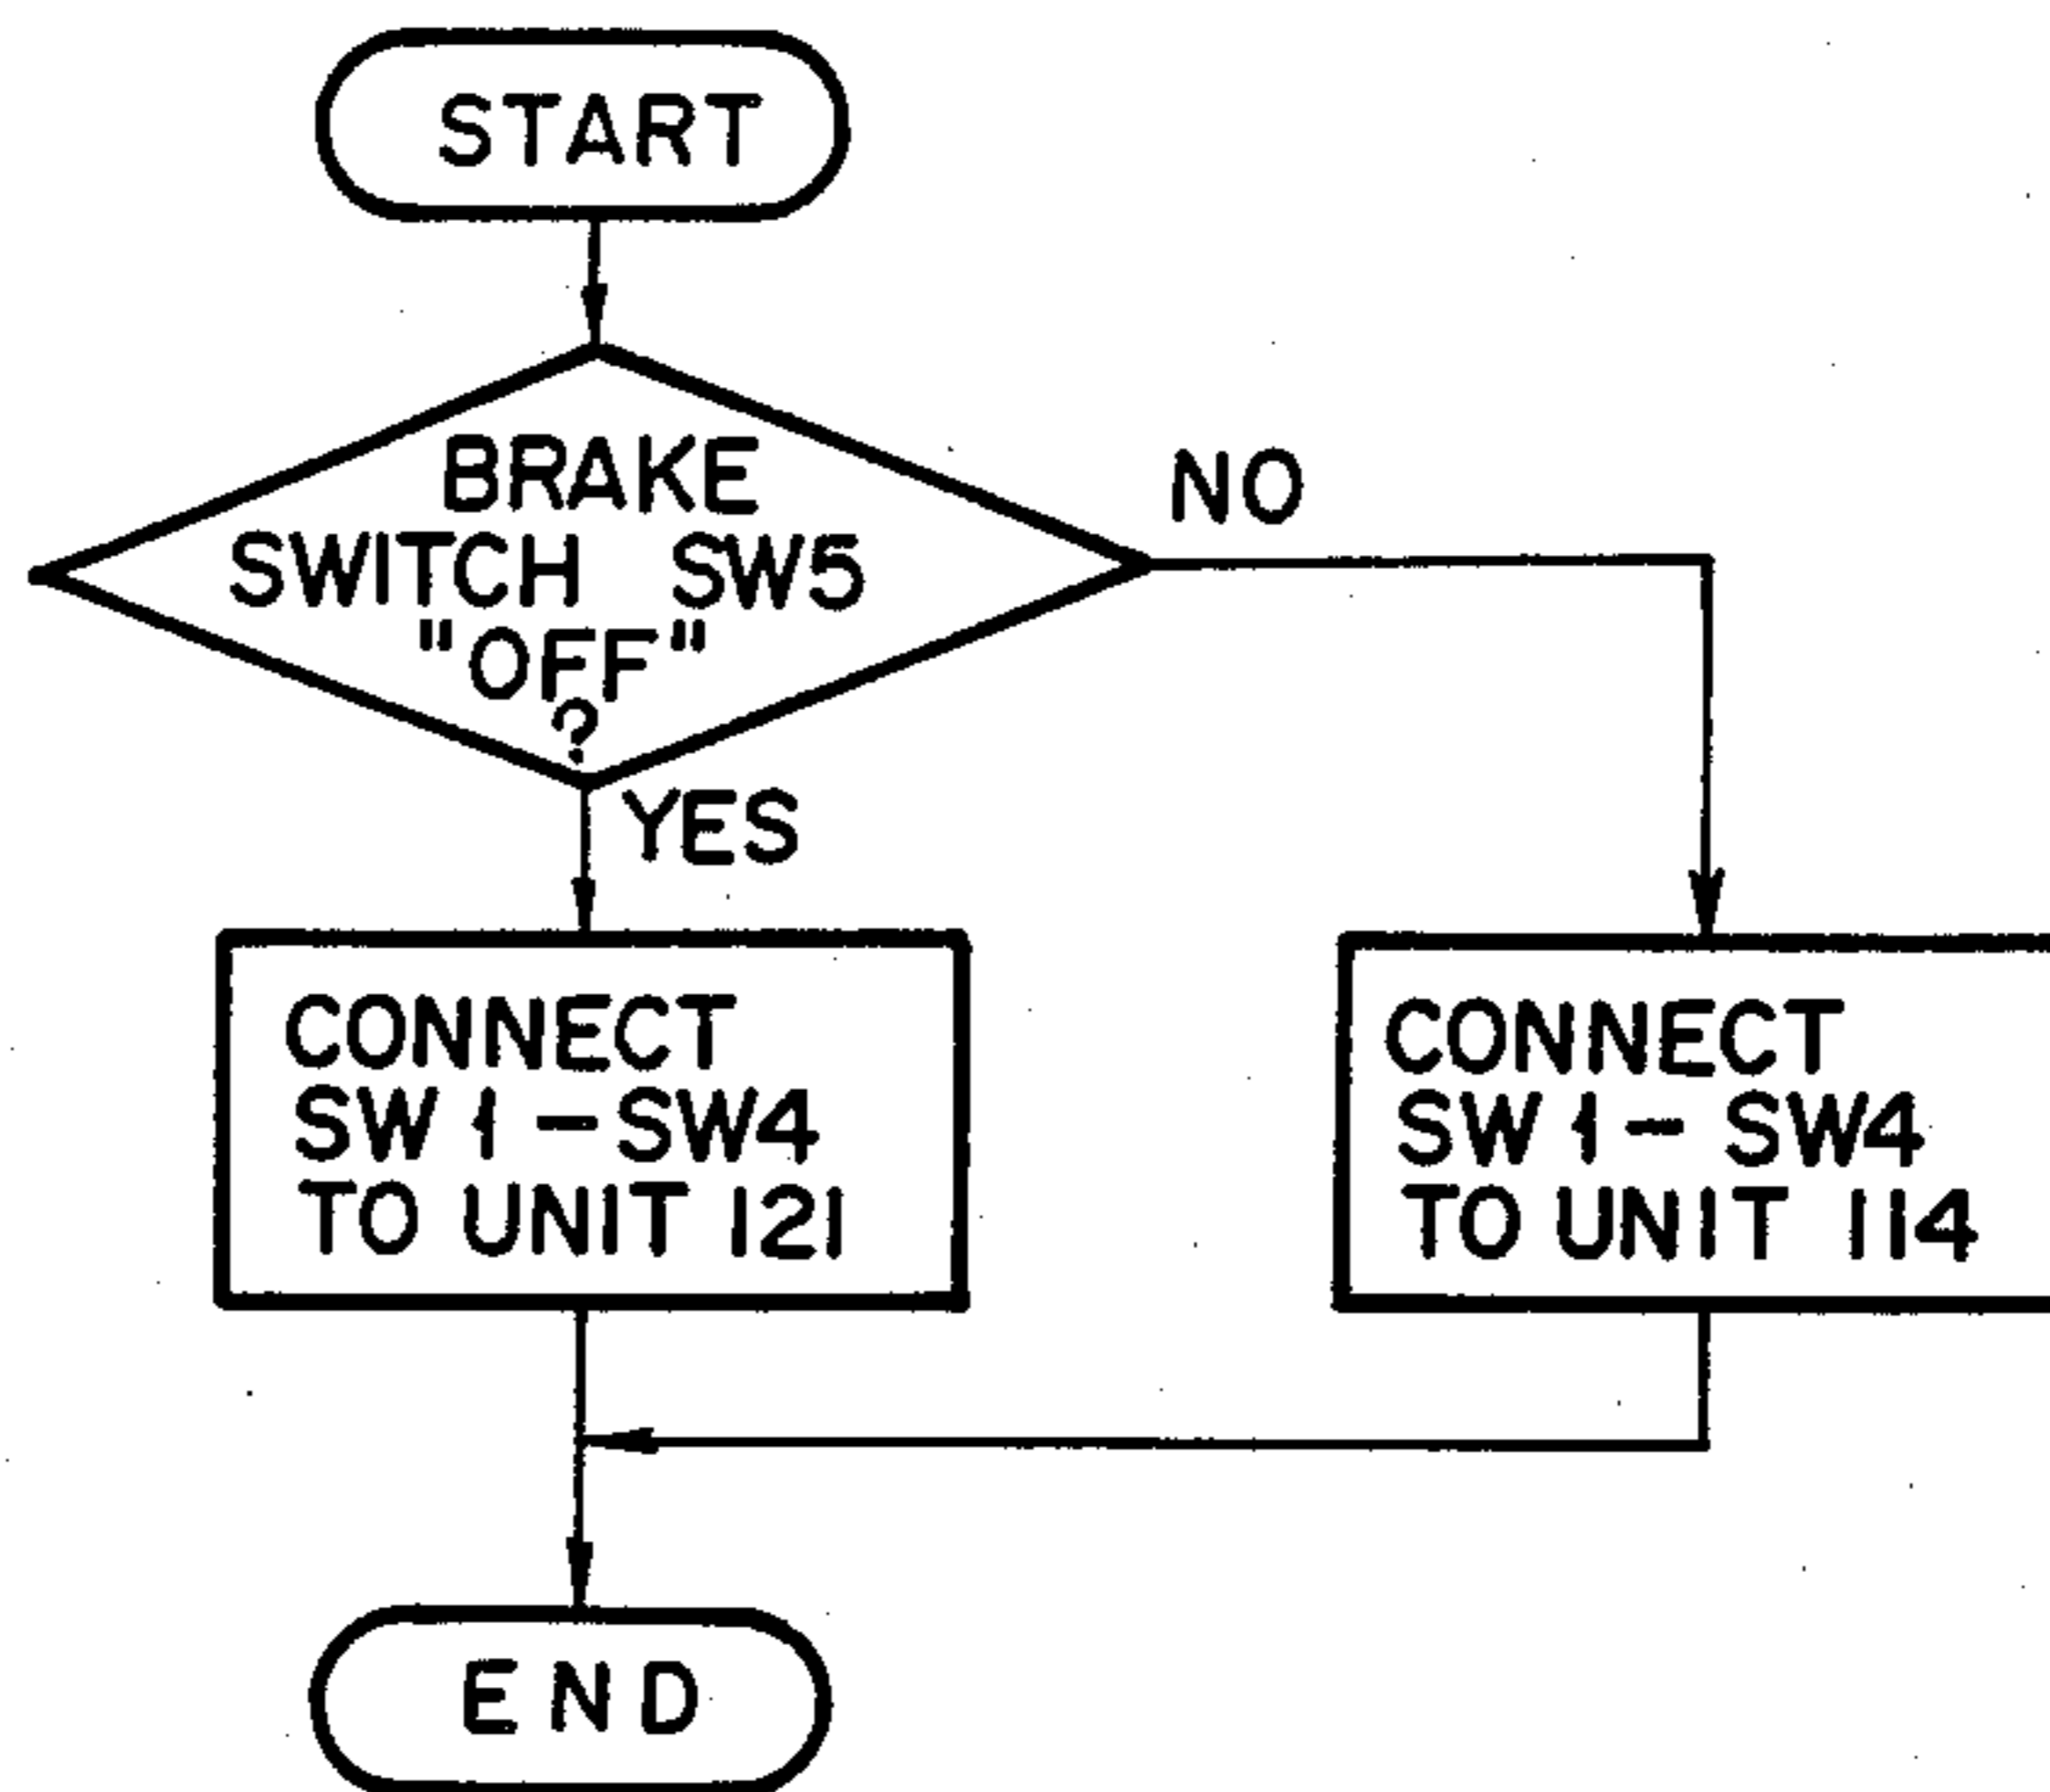 START
BRAKE
SWITCH SW5
"OFF"
?
NO
YES
CONNECT
SW1-SW4
TO UNIT 121
CONNECT
SW1-SW4
TO UNIT 114
END